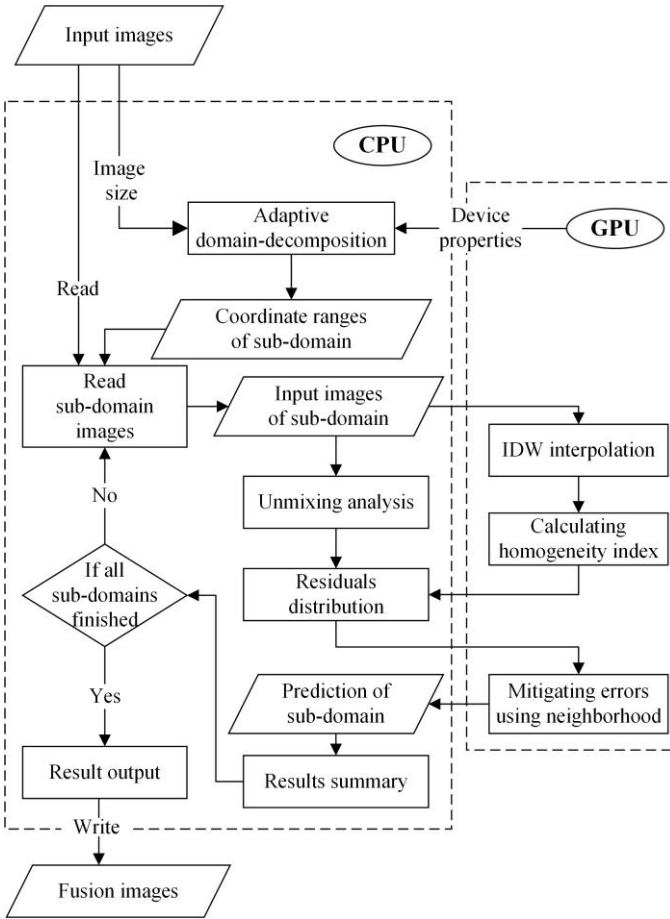 Input images
CPU
Image
size
Adaptive
domain-decomposition
Device
properties
GPU
Read
Coordinate ranges
of sub-domain
Read
sub-domain
images
Input images
of sub-domain
IDW interpolation
No
Unmixing analysis
Calculating
homogeneity index
If all
sub-domains
finished
Residuals
distribution
Yes
Prediction of
sub-domain
Mitigating errors
using neighborhood
Result output
Results summary
Write
Fusion images